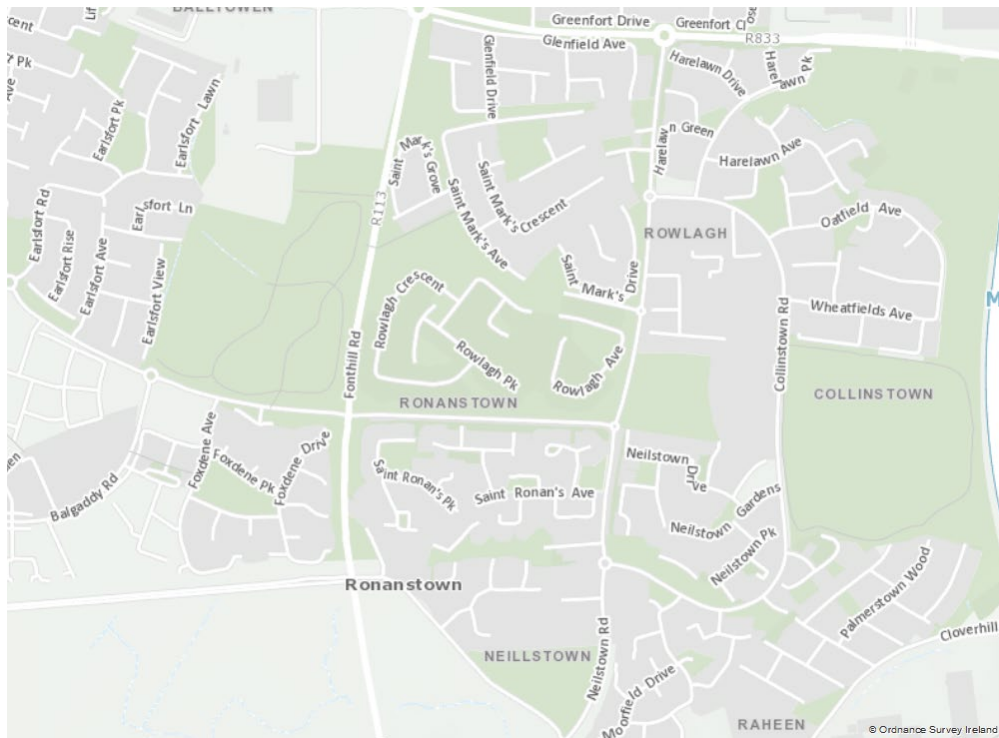 BALLYOWEN
Greenfort Drive
Greenfort Cl
R833
Glenfield Ave
Glenfield Drive
Harelawn Drive
Harelawn Pk
Earlsfort Pk
Earlsfort Lawn
Saint Mark's Grove
n Green
Harelaw
Harelawn Ave
R113
Saint Mark's Crescent
Saint Mark's Ave
Earlsfort Ln
Oatfield Ave
ROWLAGH
Earlsfort Rd
Earlsfort Rise
Earlsfort Ave
Earlsfort View
Saint Mark's Drive
Rowlagh Crescent
M
Wheatfields Ave
Fonthill Rd
Collinstown Rd
Rowlagh Pk
Rowlagh Ave
RONANSTOWN
COLLINSTOWN
Foxdene Ave
Foxdene Pk
Foxdene Drive
Balgaddy Rd
Saint Ronan's Pk
Saint Ronan's Ave
Neilstown Drive
Neilstown Gardens
Neilstown Pk
Ronanstown
Palmerstown Wood
Cloverhill
NEILLSTOWN
Neilstown Rd
Moorfield Drive
RAHEEN
© Ordnance Survey Ireland